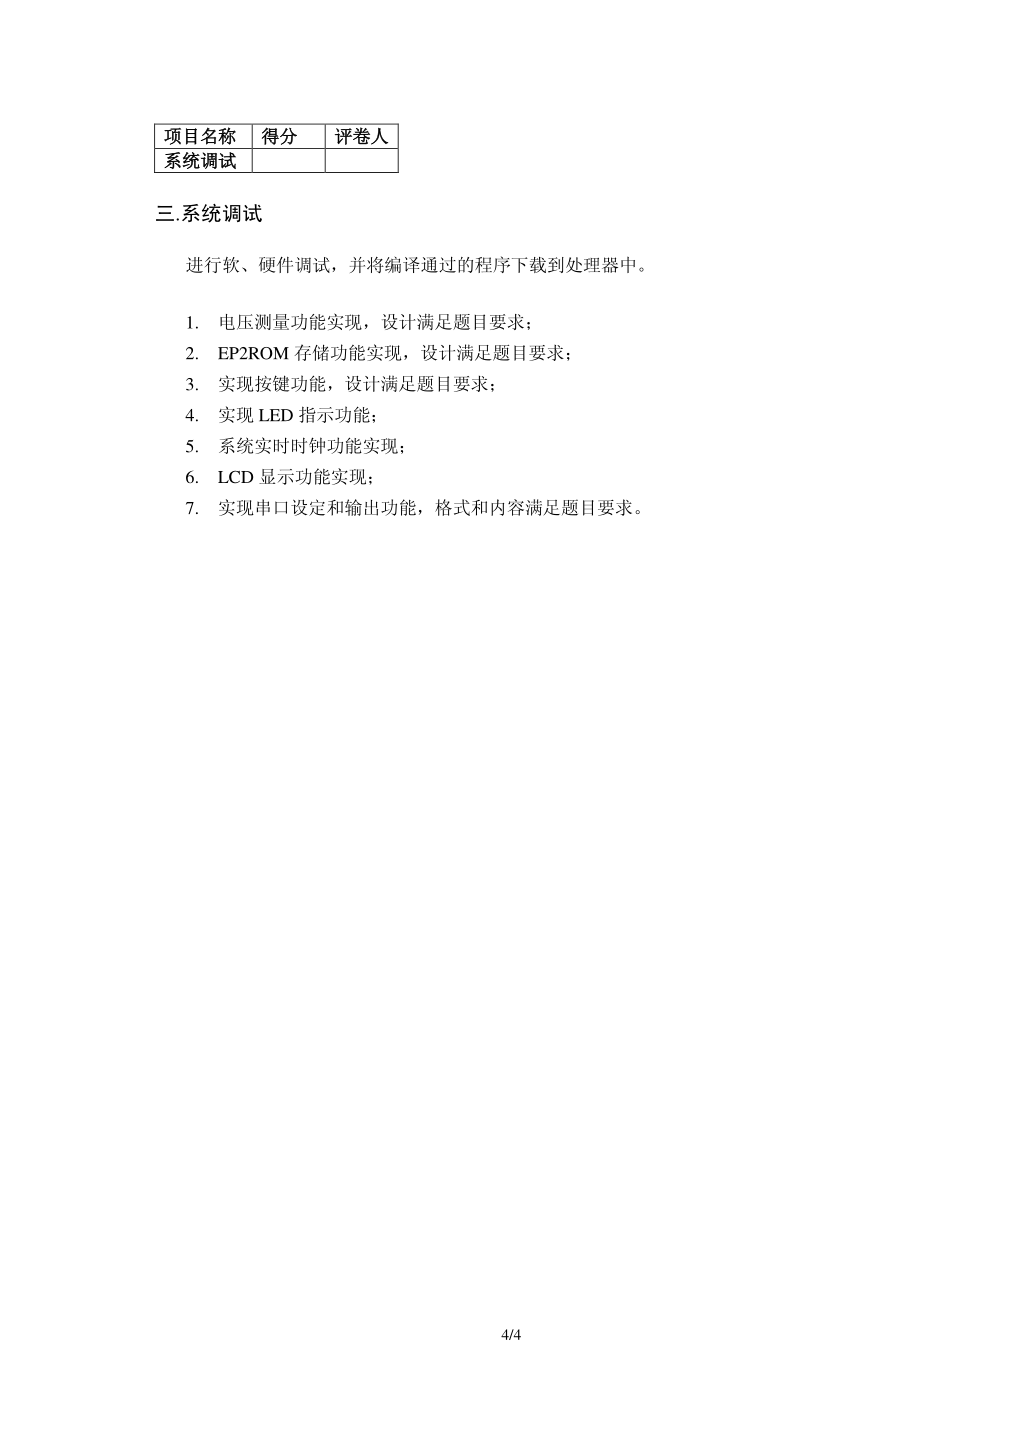 项目名称 得分 评卷人
系统调试
三.系统调试
进行软、硬件调试，并将编译通过的程序下载到处理器中。
1. 电压测量功能实现，设计满足题目要求；
2. EP2ROM 存储功能实现，设计满足题目要求；
3. 实现按键功能，设计满足题目要求；
4. 实现 LED 指示功能；
5. 系统实时时钟功能实现；
6. LCD 显示功能实现；
7. 实现串口设定和输出功能，格式和内容满足题目要求。
4/4